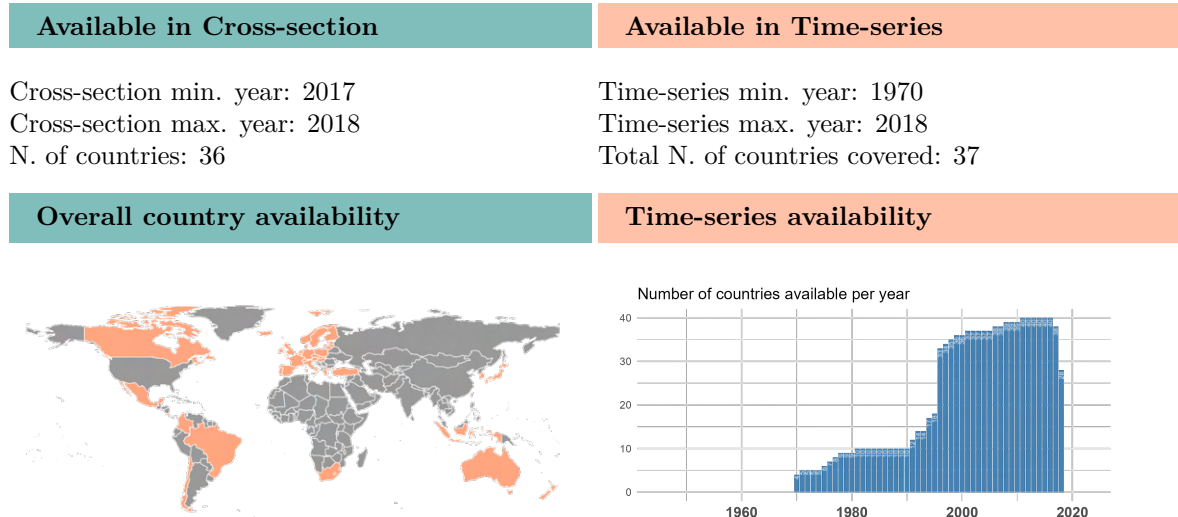 Available in Cross-section
Available in Time-series
Cross-section min. year: 2017
Cross-section max. year: 2018
N. of countries: 36
Time-series min. year: 1970
Time-series max. year: 2018
Total N. of countries covered: 37
Overall country availability
Time-series availability
Number of countries available per year
40
30
20
10
0
1960 1980 2000 2020